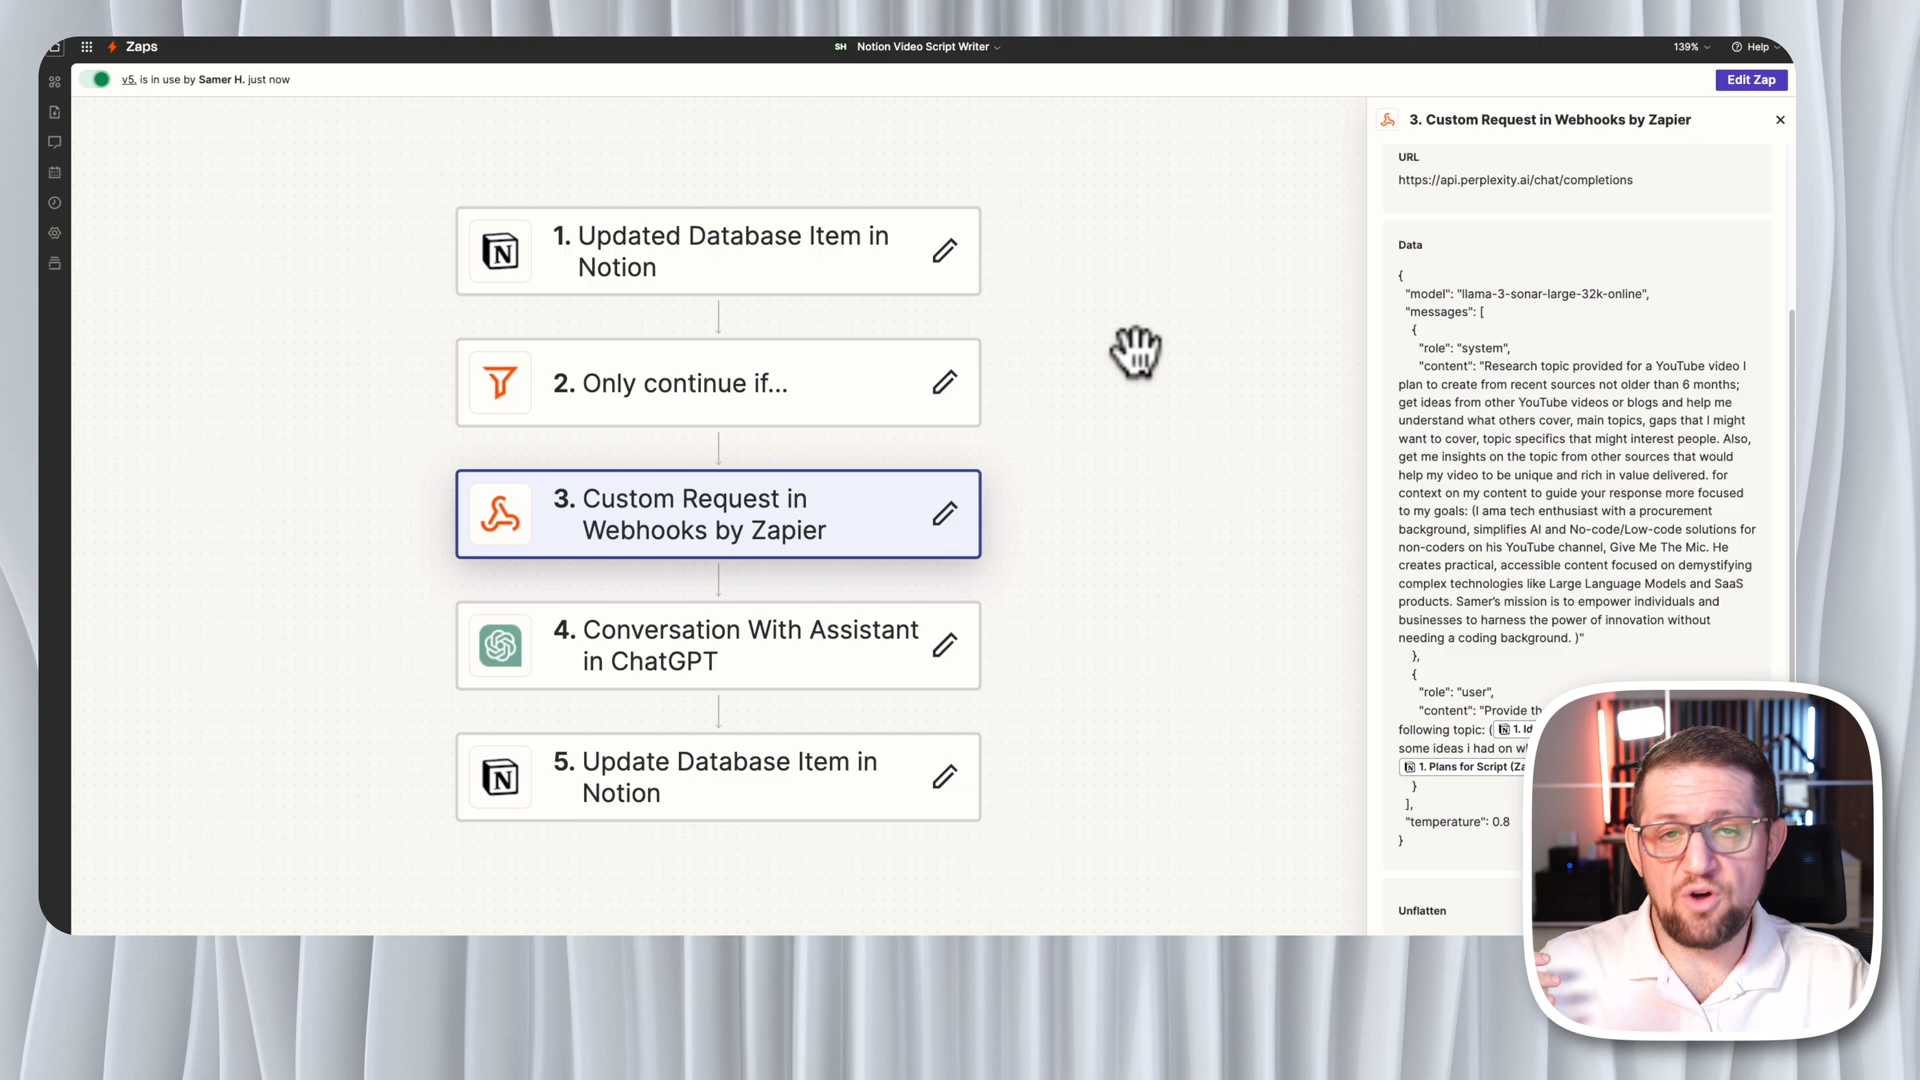 Zaps
SH Notion Video Script Writer
139%
Help
v5. is in use by Samer H. just now
Edit Zap
1. Updated Database Item in
Notion
2. Only continue if...
3. Custom Request in
Webhooks by Zapier
4. Conversation With Assistant
in ChatGPT
5. Update Database Item in
Notion
3. Custom Request in Webhooks by Zapier
URL
https://api.perplexity.ai/chat/completions
Data
{
"model": "llama-3-sonar-large-32k-online",
"messages": [
{
"role": "system",
"content": "Research topic provided for a YouTube video I
plan to create from recent sources not older than 6 months;
get ideas from other YouTube videos or blogs and help me
understand what others cover, main topics, gaps that I might
want to cover, topic specifics that might interest people. Also,
get me insights on the topic from other sources that would
help my video to be unique and rich in value delivered. for
context on my content to guide your response more focused
to my goals: (I ama tech enthusiast with a procurement
background, simplifies AI and No-code/Low-code solutions for
non-coders on his YouTube channel, Give Me The Mic. He
creates practical, accessible content focused on demystifying
complex technologies like Large Language Models and SaaS
products. Samer's mission is to empower individuals and
businesses to harness the power of innovation without
needing a coding background. )"
},
{
"role": "user",
"content": "Provide th
following topic: ( 1. Id
some ideas i had on w
1. Plans for Script (Za
}
],
"temperature": 0.8
}
Unflatten